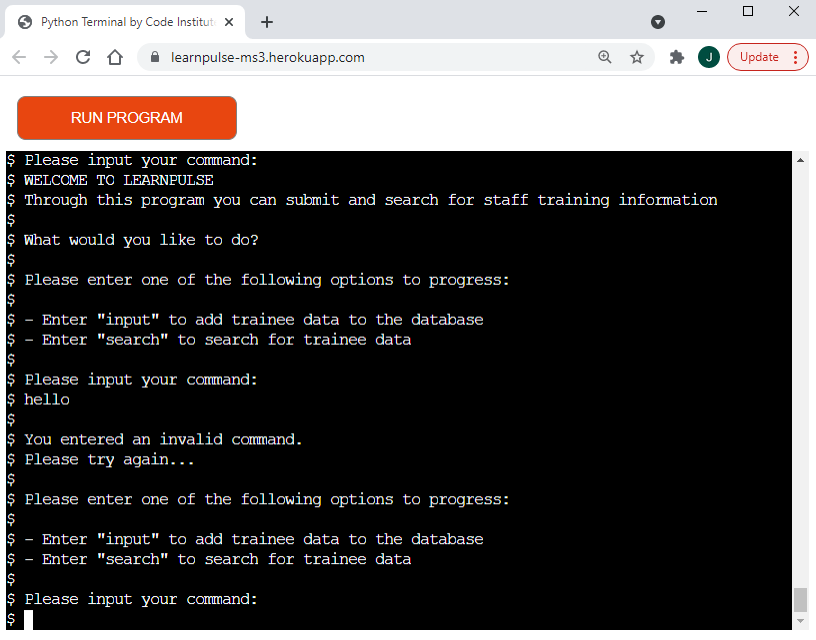 Python Terminal by Code Institut
learnpulse-ms3.herokuapp.com
J
Update
RUN PROGRAM
$ Please input your command:
$ WELCOME TO LEARNPULSE
$ Through this program you can submit and search for staff training information
$
$ What would you like to do?
$
$ Please enter one of the following options to progress:
$
$ - Enter "input" to add trainee data to the database
$ - Enter "search" to search for trainee data
$
$ Please input your command:
$ hello
$
$ You entered an invalid command.
$ Please try again...
$
$ Please enter one of the following options to progress:
$
$ - Enter "input" to add trainee data to the database
$ - Enter "search" to search for trainee data
$
$ Please input your command:
$